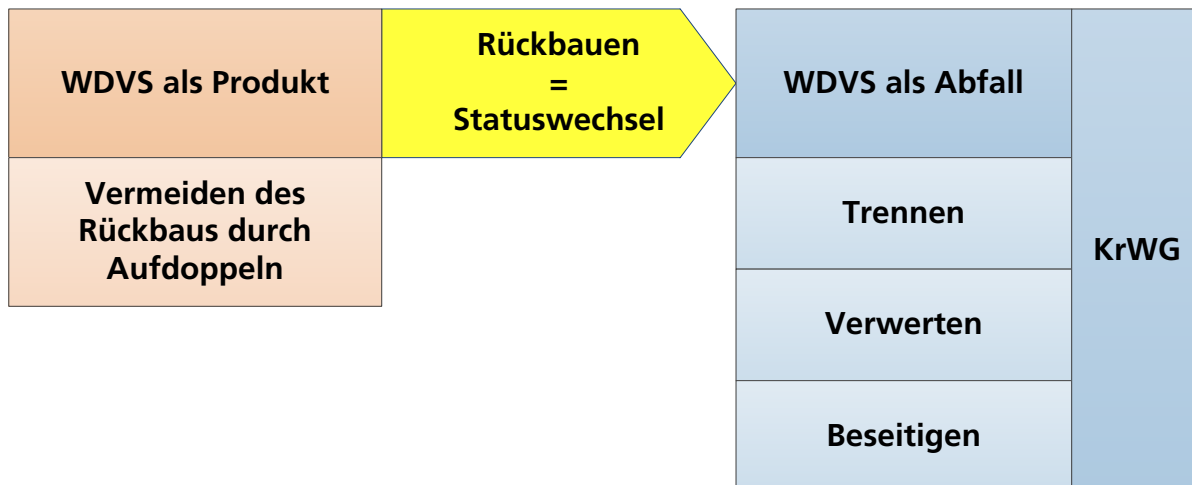 WDVS als Produkt
Rückbauen
=
Statuswechsel
WDVS als Abfall
Vermeiden des
Rückbaus durch
Aufdoppeln
Trennen
KrWG
Verwerten
Beseitigen